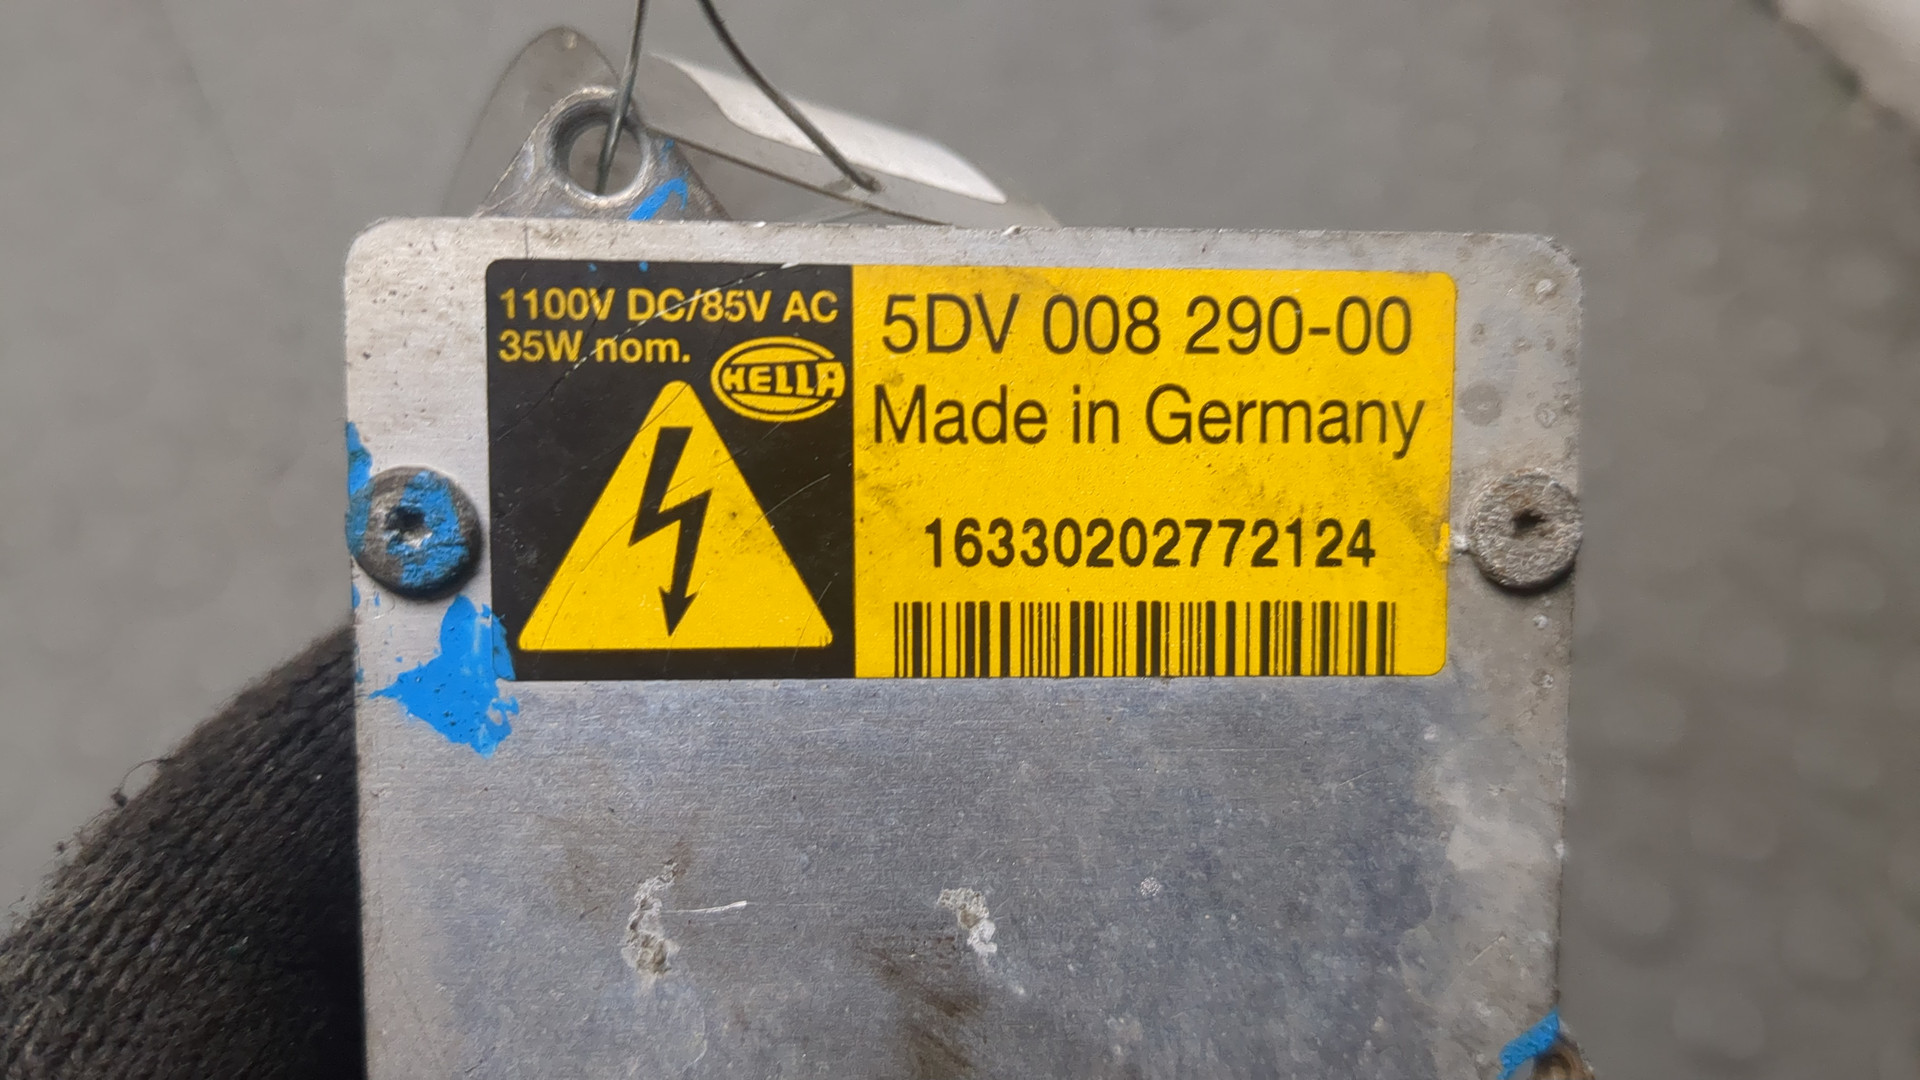 1100V DC/85V AC
35W nom.
HELLA
5DV 008 290-00
Made in Germany
16330202772124